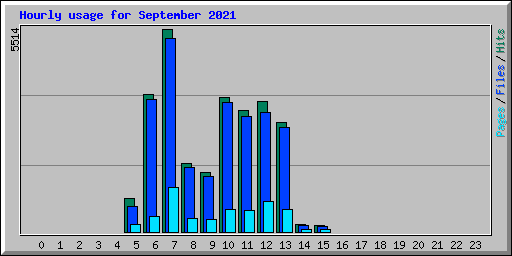 Hourly usage for September 2021
5514
Pages/Files/Hits
0 1 2 3 4 5 6 7 8 9 10 11 12 13 14 15 16 17 18 19 20 21 22 23